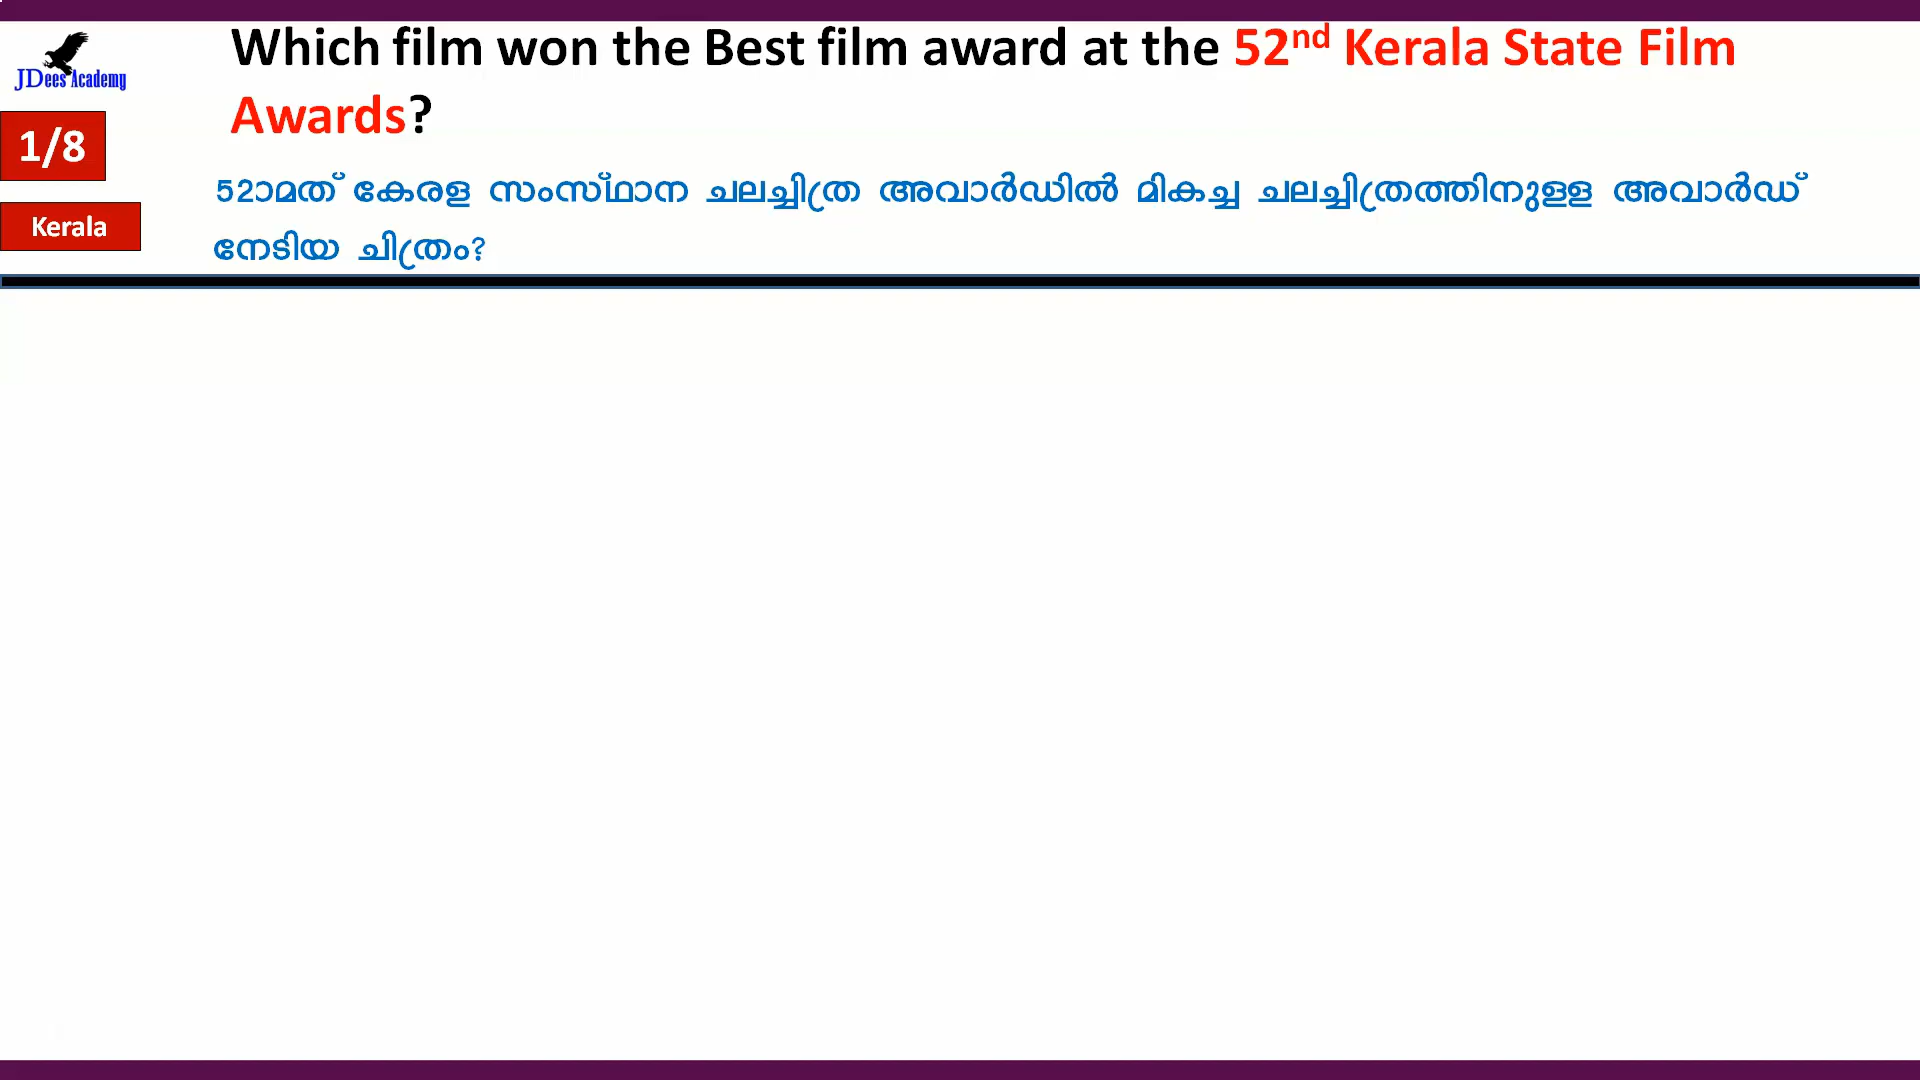 Which film won the Best film award at the 52nd Kerala State Film
Awards?
JDees Academy
1/8
52ാമത് കേരള സംസ്ഥാന ചലച്ചിത്ര അവാർഡിൽ മികച്ച ചലച്ചിത്രത്തിനുളള അവാർഡ്
Kerala
നേടിയ ചിത്രം?